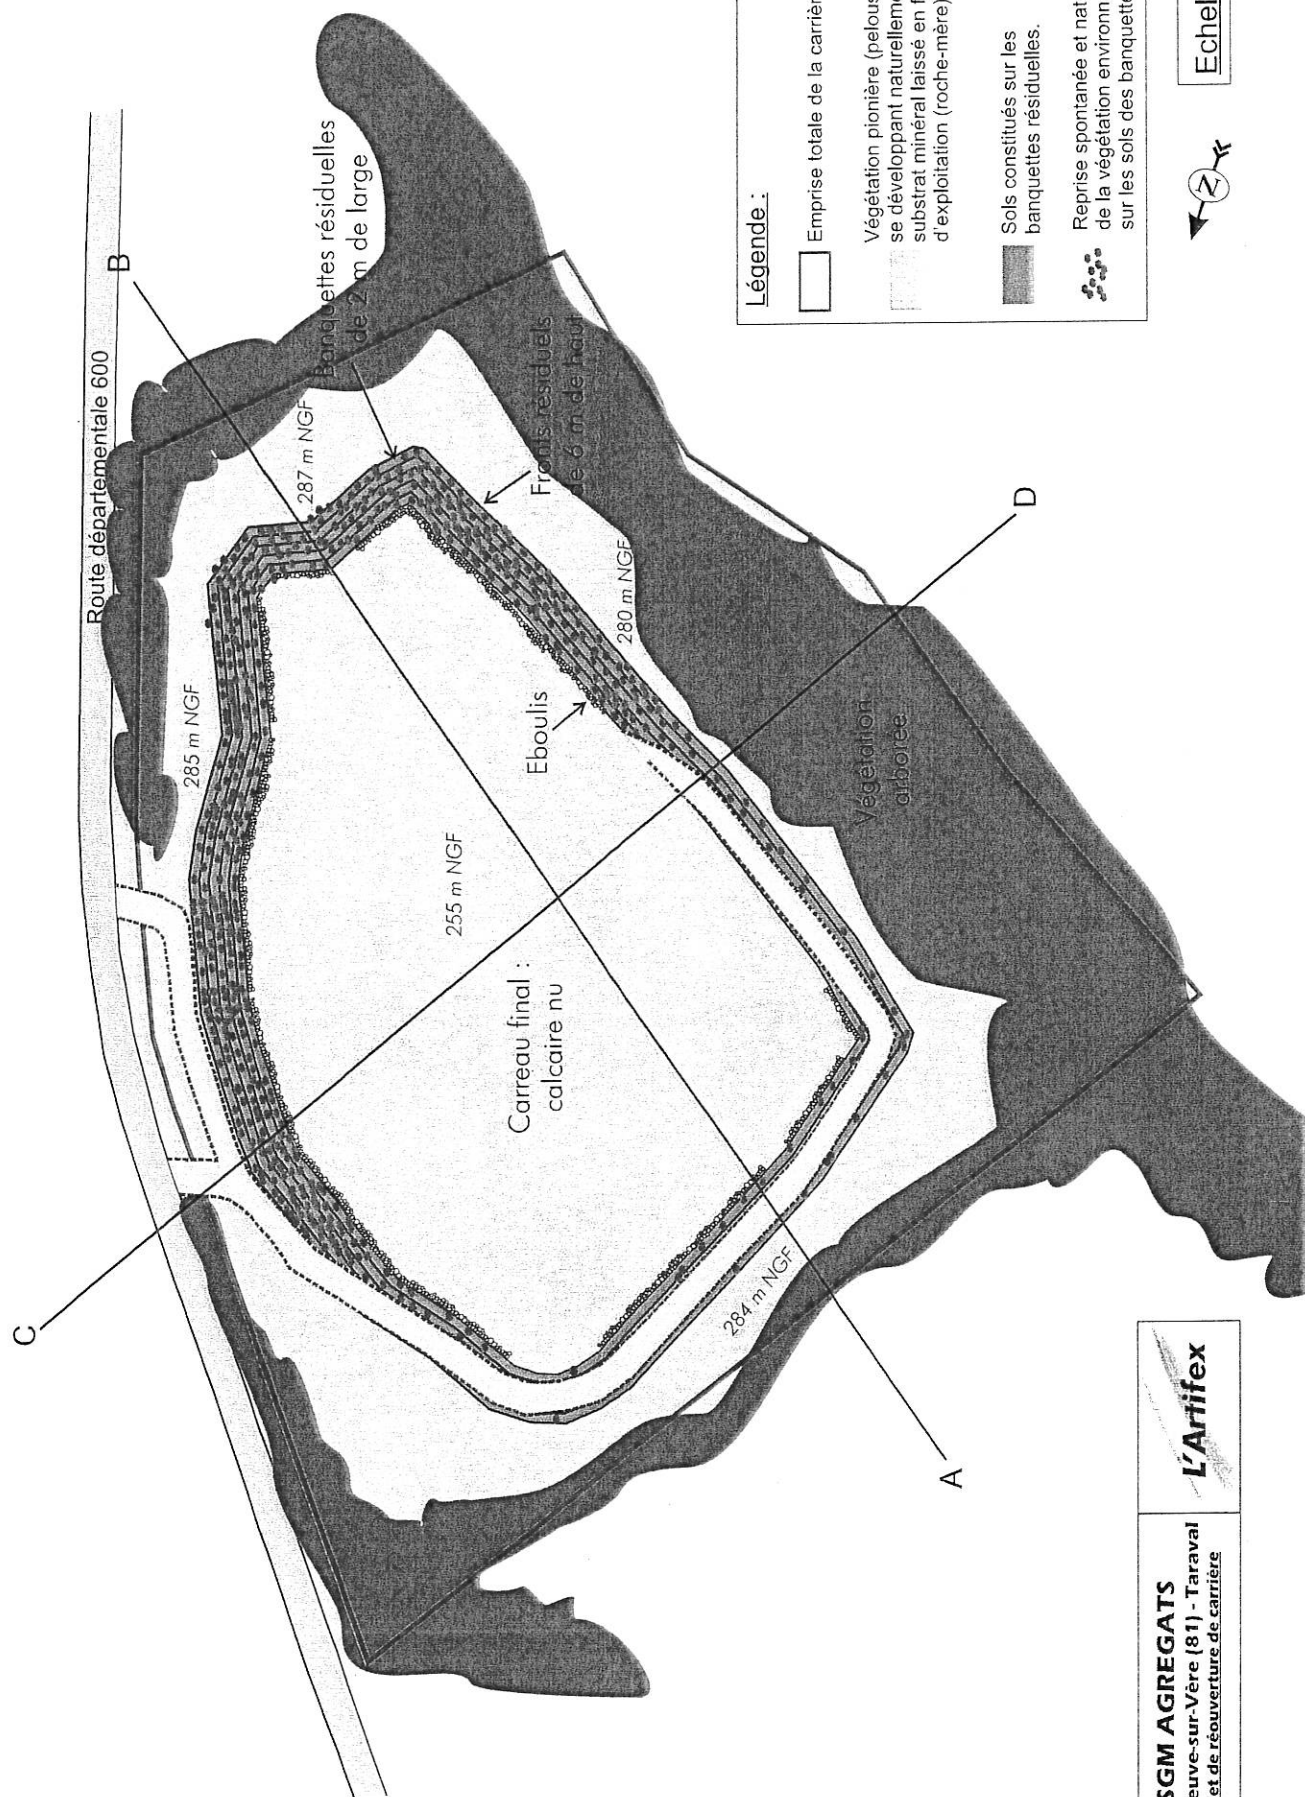 C
B
Route départementale 600
Banquettes résiduelles
de 2 m de large
287 m NGF
285 m NGF
Fronts résiduels
de 6 m de haut
280 m NGF
Eboulis
255 m NGF
Carreau final :
calcaire nu
Végétation
arborée
284 m NGF
D
A
Légende :
Emprise totale de la carrièr
Végétation pionière (pelous
se développant naturelleme
substrat minéral laissé en f
d'exploitation (roche-mère)
Sols constitués sur les
banquettes résiduelles.
Reprise spontanée et nat
de la végétation environn
sur les sols des banquette
N
Echel
SGM AGREGATS
euve-sur-Vère (81) - Taraval
et de réouverture de carrière
L'Artifex